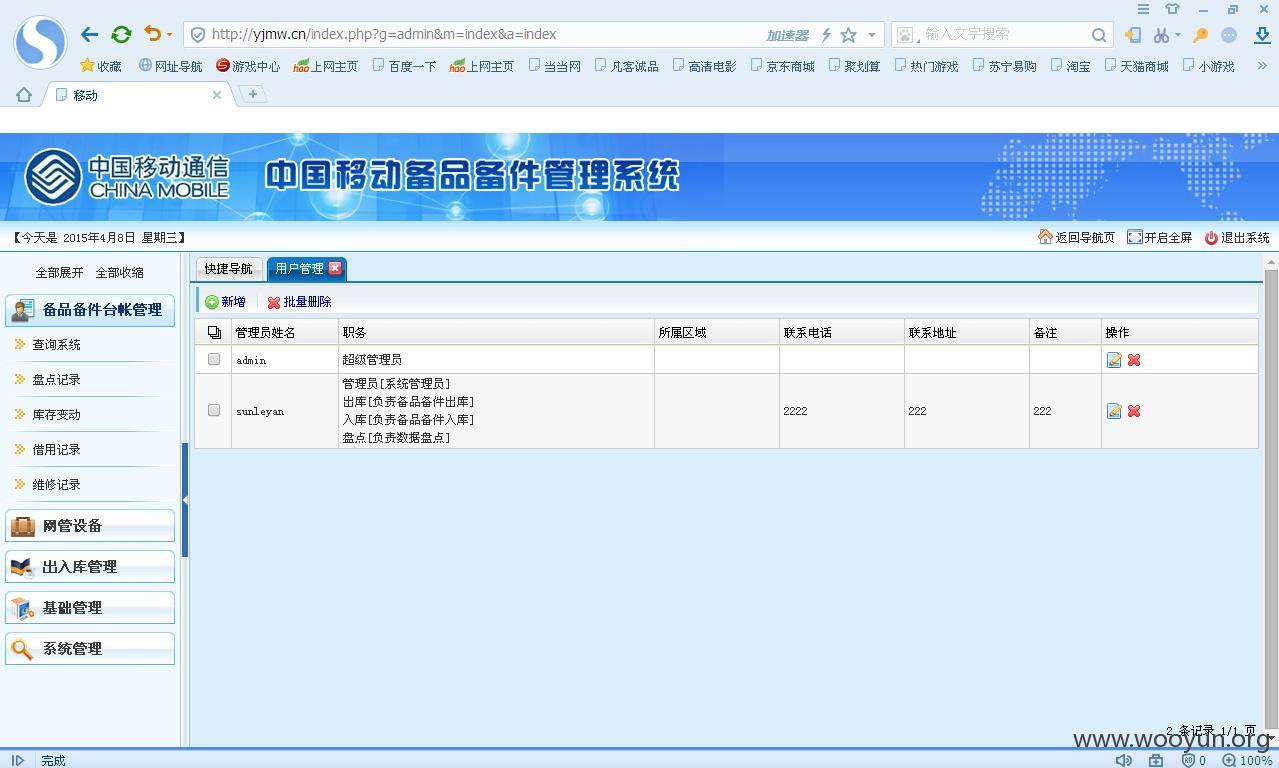 http://yjmw.cn/index.php?g=admin&m=index&a=index
加速器
输入文字搜索
收藏 网址导航 游戏中心 hao上网主页 百度一下 hao上网主页 当当网 凡客诚品 高清电影 京东商城 聚划算 热门游戏 苏宁易购 淘宝 天猫商城 小游戏
移动
中国移动通信
CHINA MOBILE
中国移动备品备件管理系统
【今天是 2015年4月8日 星期三】
返回导航页 开启全屏 退出系统
全部展开 全部收缩
备品备件台帐管理
查询系统
盘点记录
库存变动
借用记录
维修记录
网管设备
出入库管理
基础管理
系统管理
快捷导航 用户管理
新增 批量删除
管理员姓名 职务 所属区域 联系电话 联系地址 备注 操作
admin 超级管理员
sunleyan
管理员[系统管理员]
出库[负责备品备件出库]
入库[负责备品备件入库]
盘点[负责数据盘点]
2222 222 222
2 条记录 1/1 页
www.wooyun.org
完成
0 100%